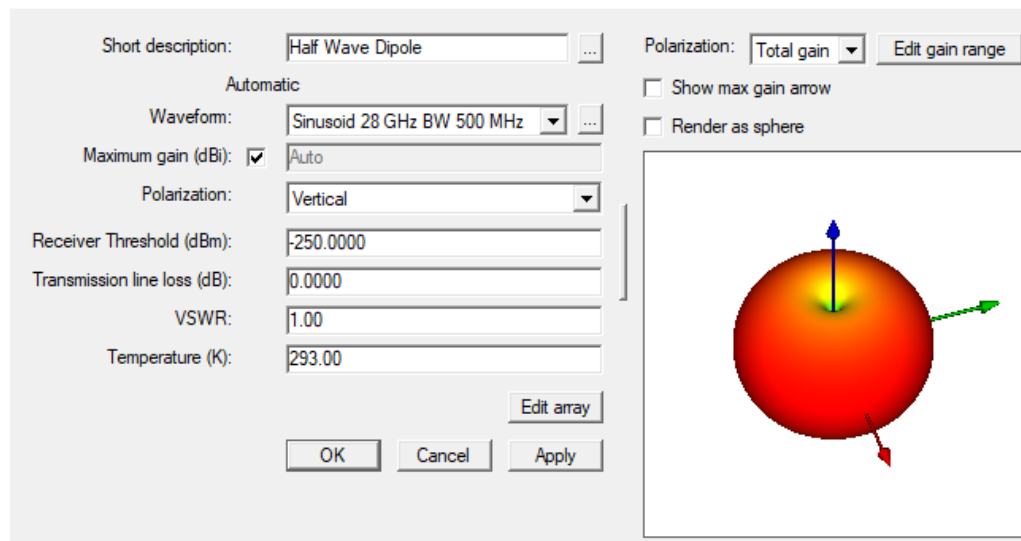 Short description: Half Wave Dipole ...
Automatic
Waveform: Sinusoid 28 GHz BW 500 MHz ...
Maximum gain (dBi): Auto
Polarization: Vertical
Receiver Threshold (dBm): -250.0000
Transmission line loss (dB): 0.0000
VSWR: 1.00
Temperature (K): 293.00
Edit array
OK Cancel Apply
Polarization: Total gain Edit gain range
Show max gain arrow
Render as sphere